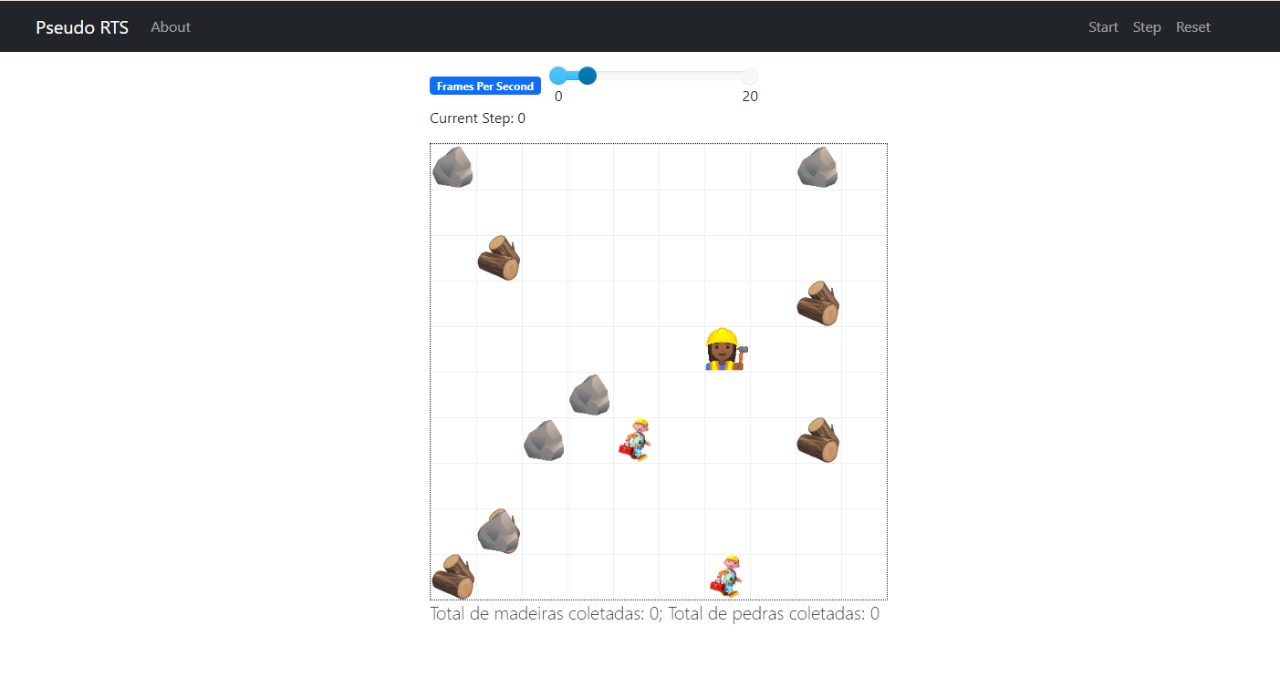 Pseudo RTS About Start Step Reset
Frames Per Second
0 20
Current Step: 0
Total de madeiras coletadas: 0; Total de pedras coletadas: 0